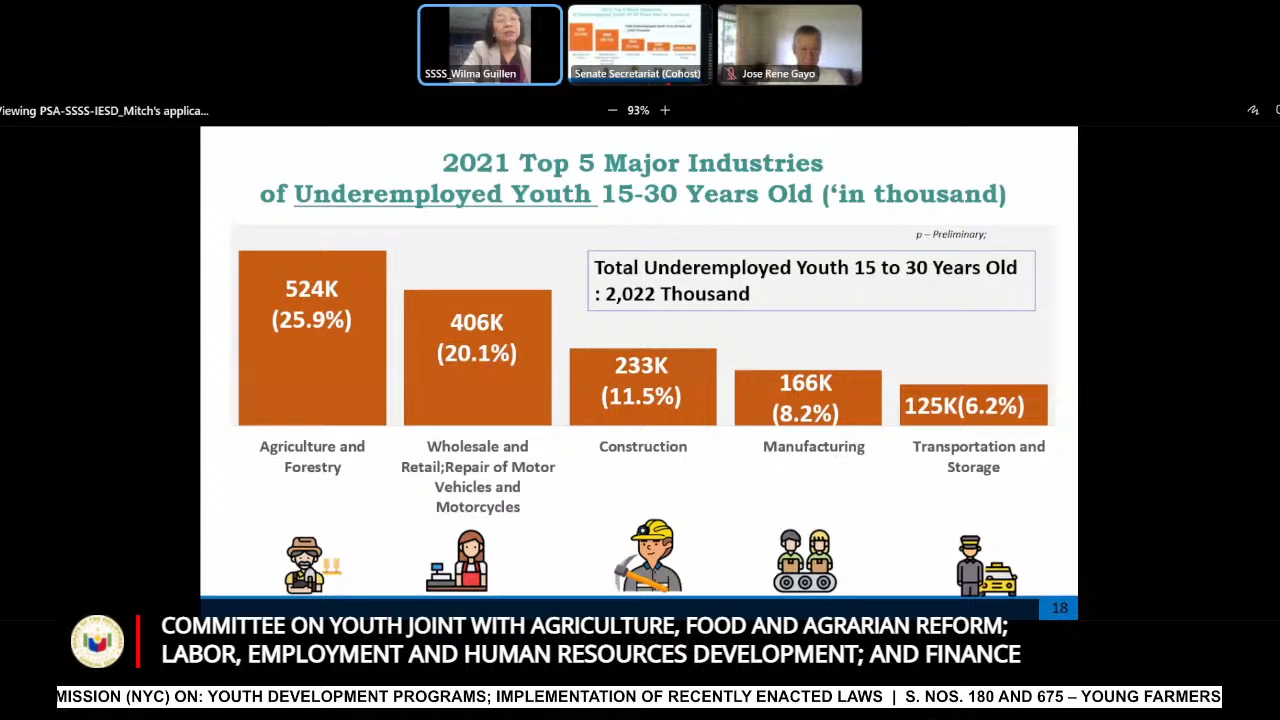 SSSS_Wilma Guillen
Senate Secretariat (Cohost)
Jose Rene Gayo
Viewing PSA-SSSS-IESD_Mitch's applica...
93%
2021 Top 5 Major Industries
of Underemployed Youth 15-30 Years Old (‘in thousand)
p – Preliminary;
Total Underemployed Youth 15 to 30 Years Old
: 2,022 Thousand
524K
(25.9%)
406K
(20.1%)
233K
(11.5%)
166K
(8.2%)
125K(6.2%)
Agriculture and
Forestry
Wholesale and
Retail;Repair of Motor
Vehicles and
Motorcycles
Construction
Manufacturing
Transportation and
Storage
18
COMMITTEE ON YOUTH JOINT WITH AGRICULTURE, FOOD AND AGRARIAN REFORM;
LABOR, EMPLOYMENT AND HUMAN RESOURCES DEVELOPMENT; AND FINANCE
MISSION (NYC) ON: YOUTH DEVELOPMENT PROGRAMS; IMPLEMENTATION OF RECENTLY ENACTED LAWS | S. NOS. 180 AND 675 – YOUNG FARMERS